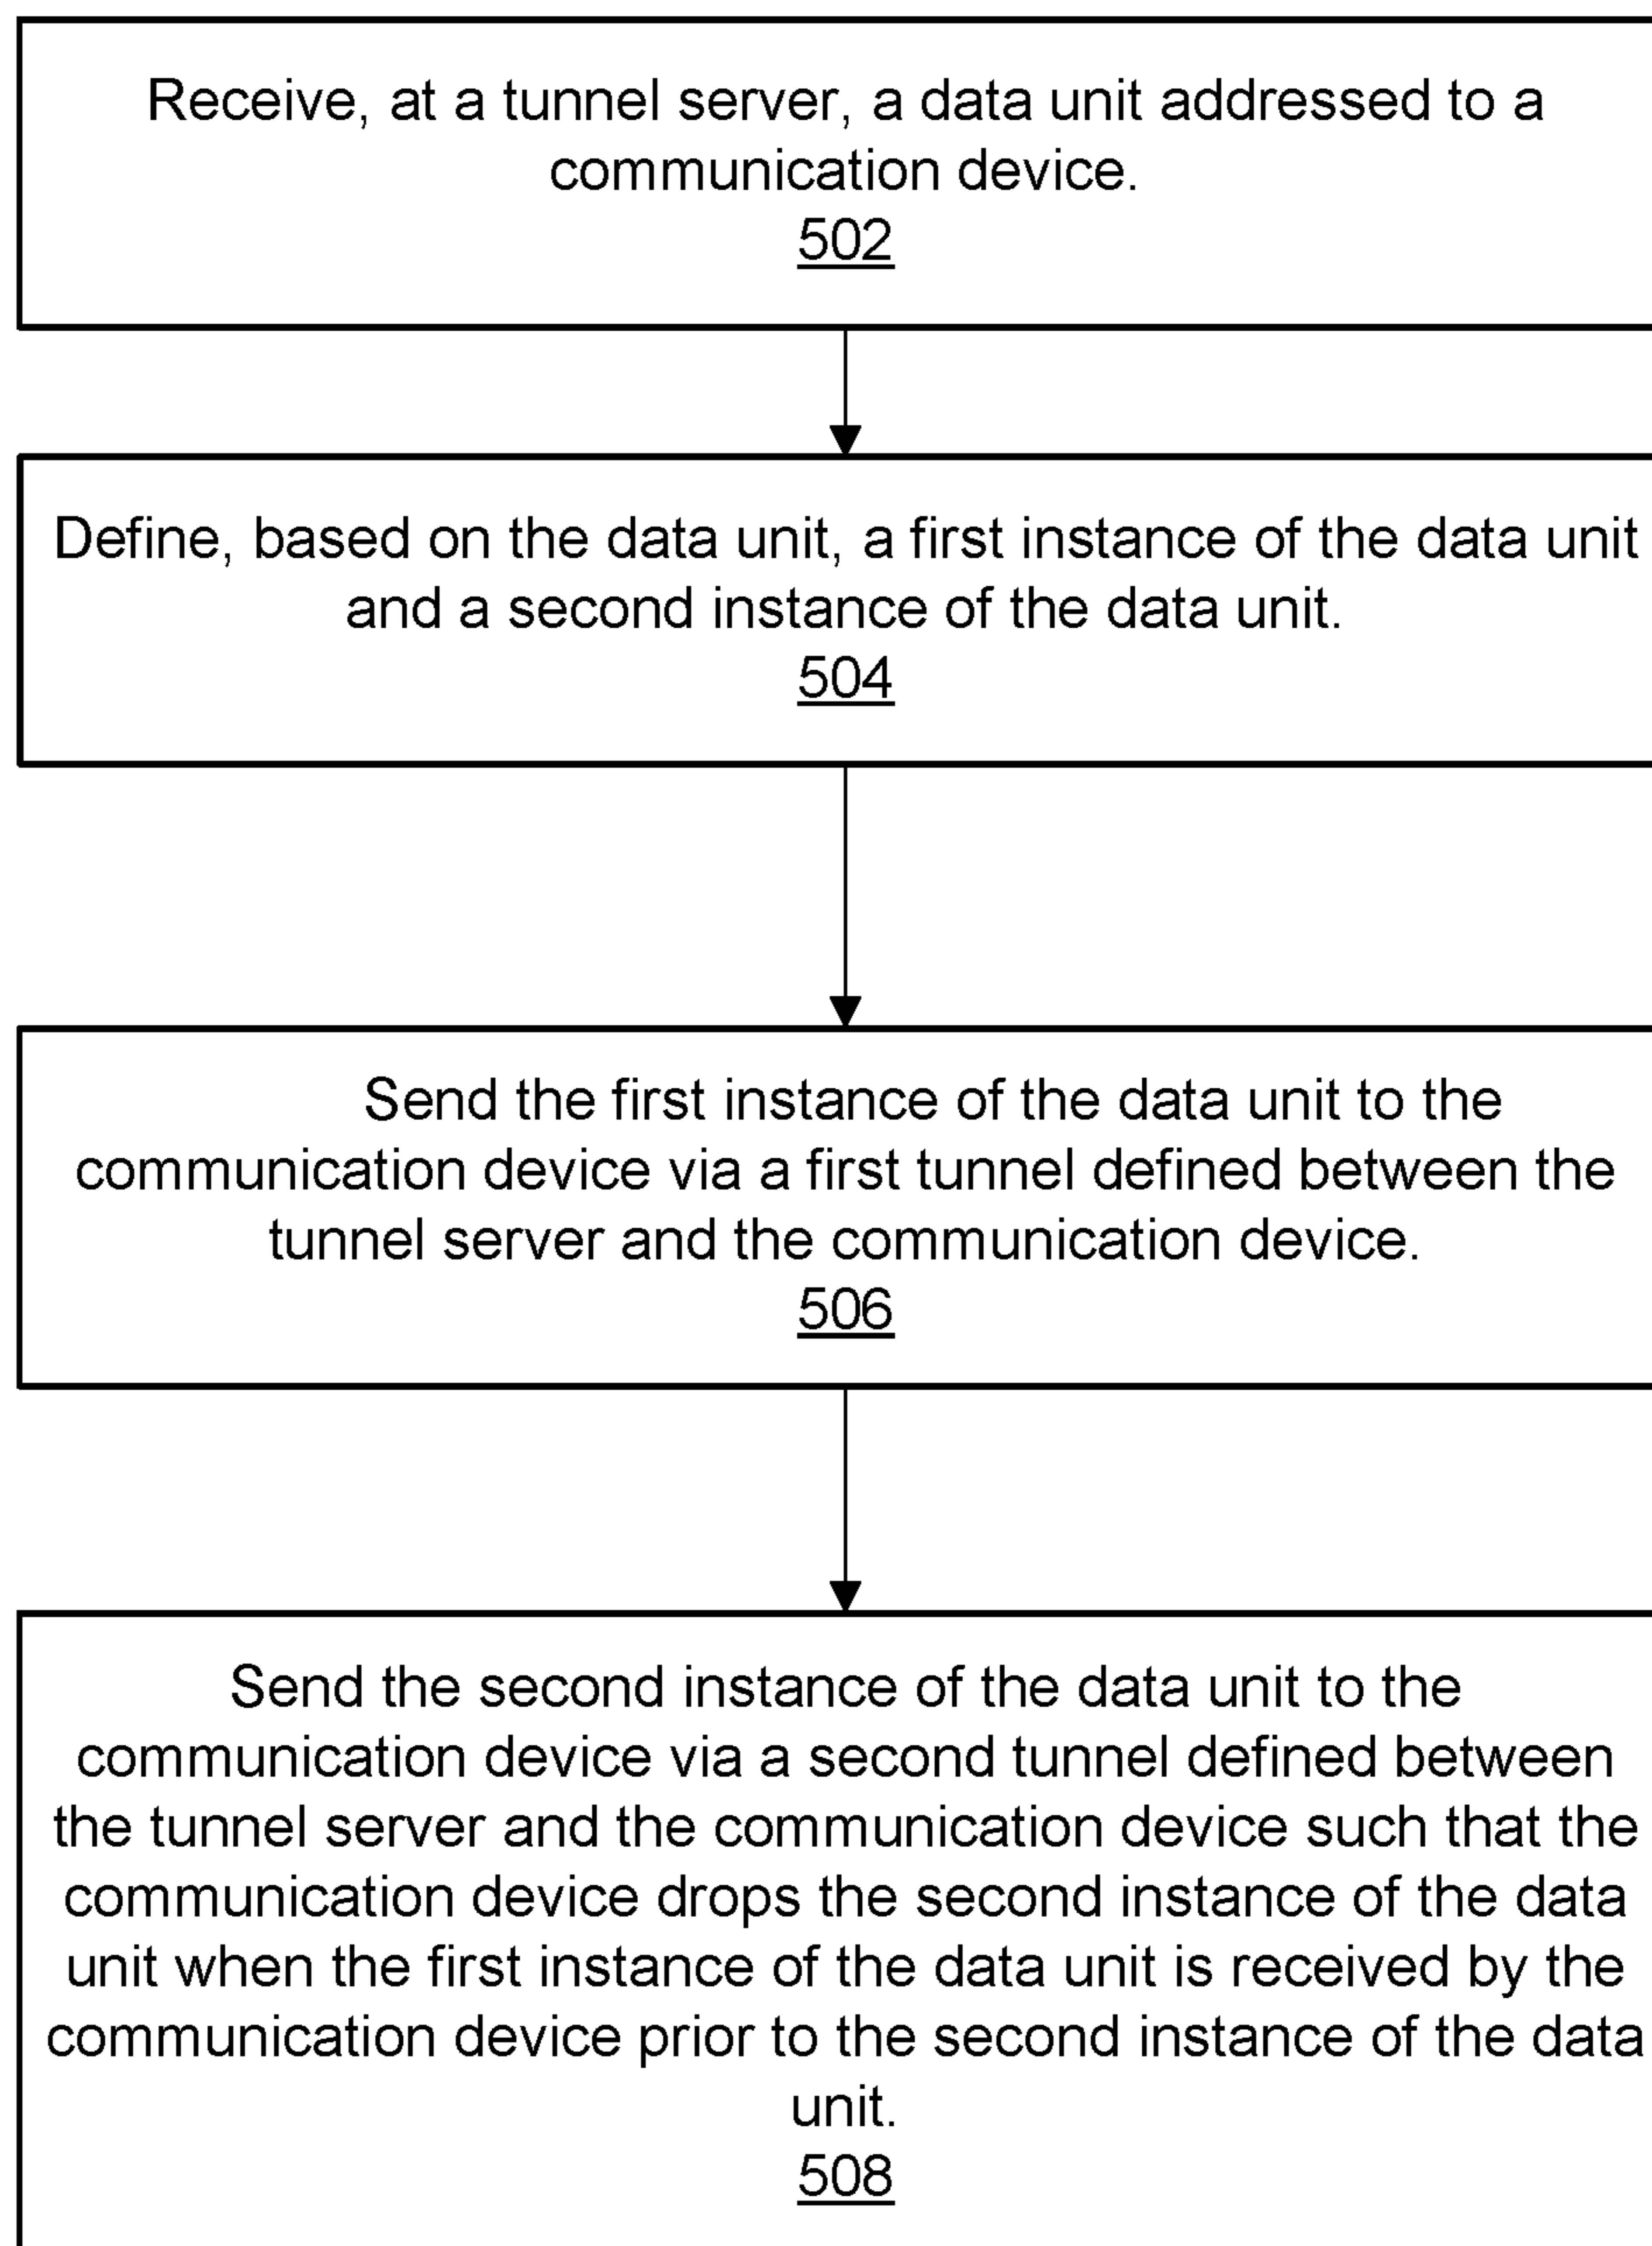 Receive, at a tunnel server, a data unit addressed to a
communication device.
502
Define, based on the data unit, a first instance of the data unit
and a second instance of the data unit.
504
Send the first instance of the data unit to the
communication device via a first tunnel defined between the
tunnel server and the communication device.
506
Send the second instance of the data unit to the
communication device via a second tunnel defined between
the tunnel server and the communication device such that the
communication device drops the second instance of the data
unit when the first instance of the data unit is received by the
communication device prior to the second instance of the data
unit.
508